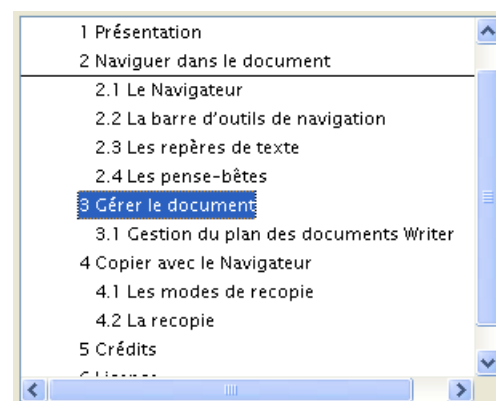 1 Présentation
2 Naviguer dans le document
2.1 Le Navigateur
2.2 La barre d'outils de navigation
2.3 Les repères de texte
2.4 Les pense-bêtes
3 Gérer le document
3.1 Gestion du plan des documents Writer
4 Copier avec le Navigateur
4.1 Les modes de recopie
4.2 La recopie
5 Crédits